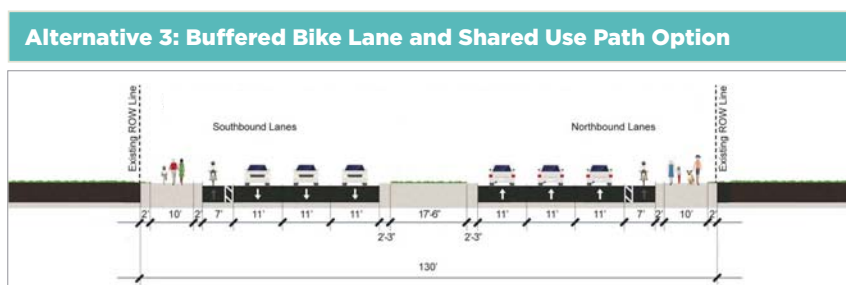 Alternative 3: Buffered Bike Lane and Shared Use Path Option
Existing ROW Line
Southbound Lanes
Northbound Lanes
Existing ROW Line
2' 10' 2' 7' 11' 11' 11' 17'-6" 11' 11' 11' 7' 2' 10' 2'
2'-3" 2'-3"
130'